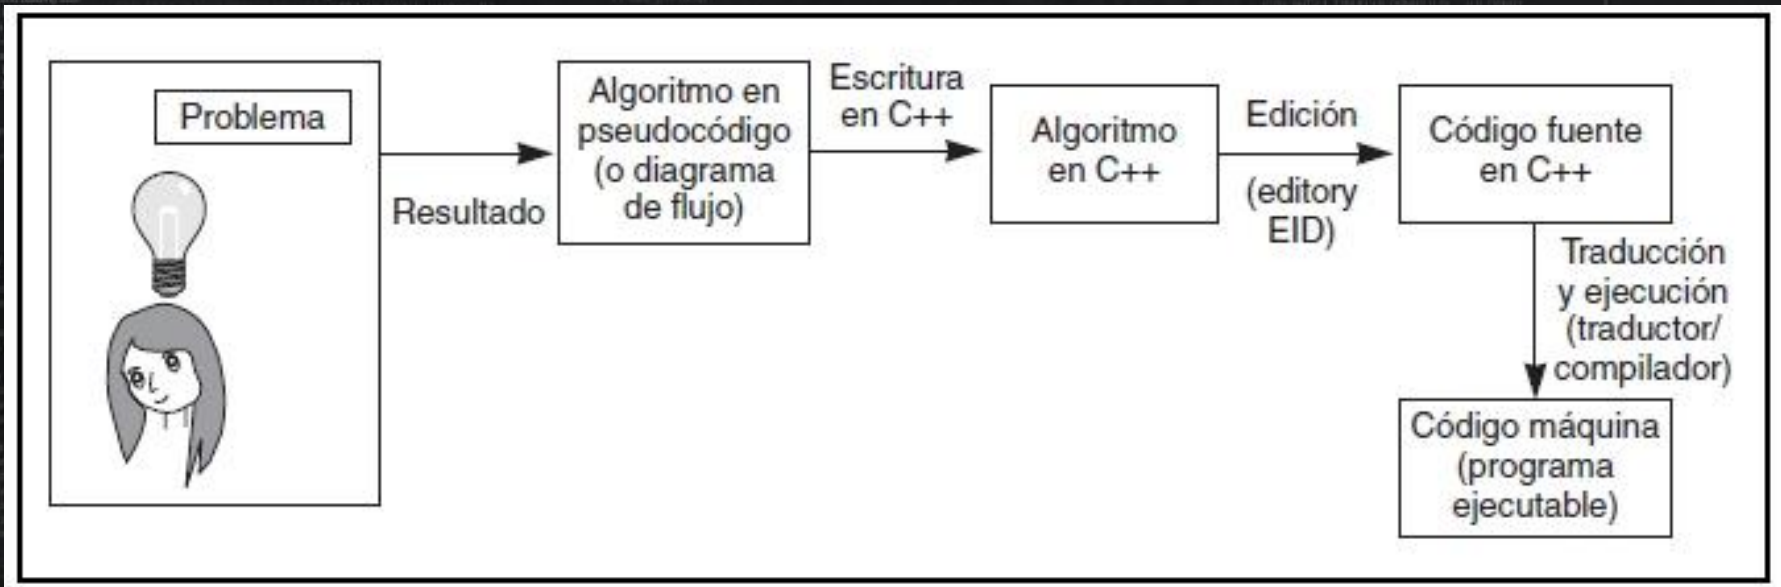 Problema
Resultado
Algoritmo en
pseudocódigo
(o diagrama
de flujo)
Escritura
en C++
Algoritmo
en C++
Edición
(editory
EID)
Código fuente
en C++
Traducción
y ejecución
(traductor/
compilador)
Código máquina
(programa
ejecutable)